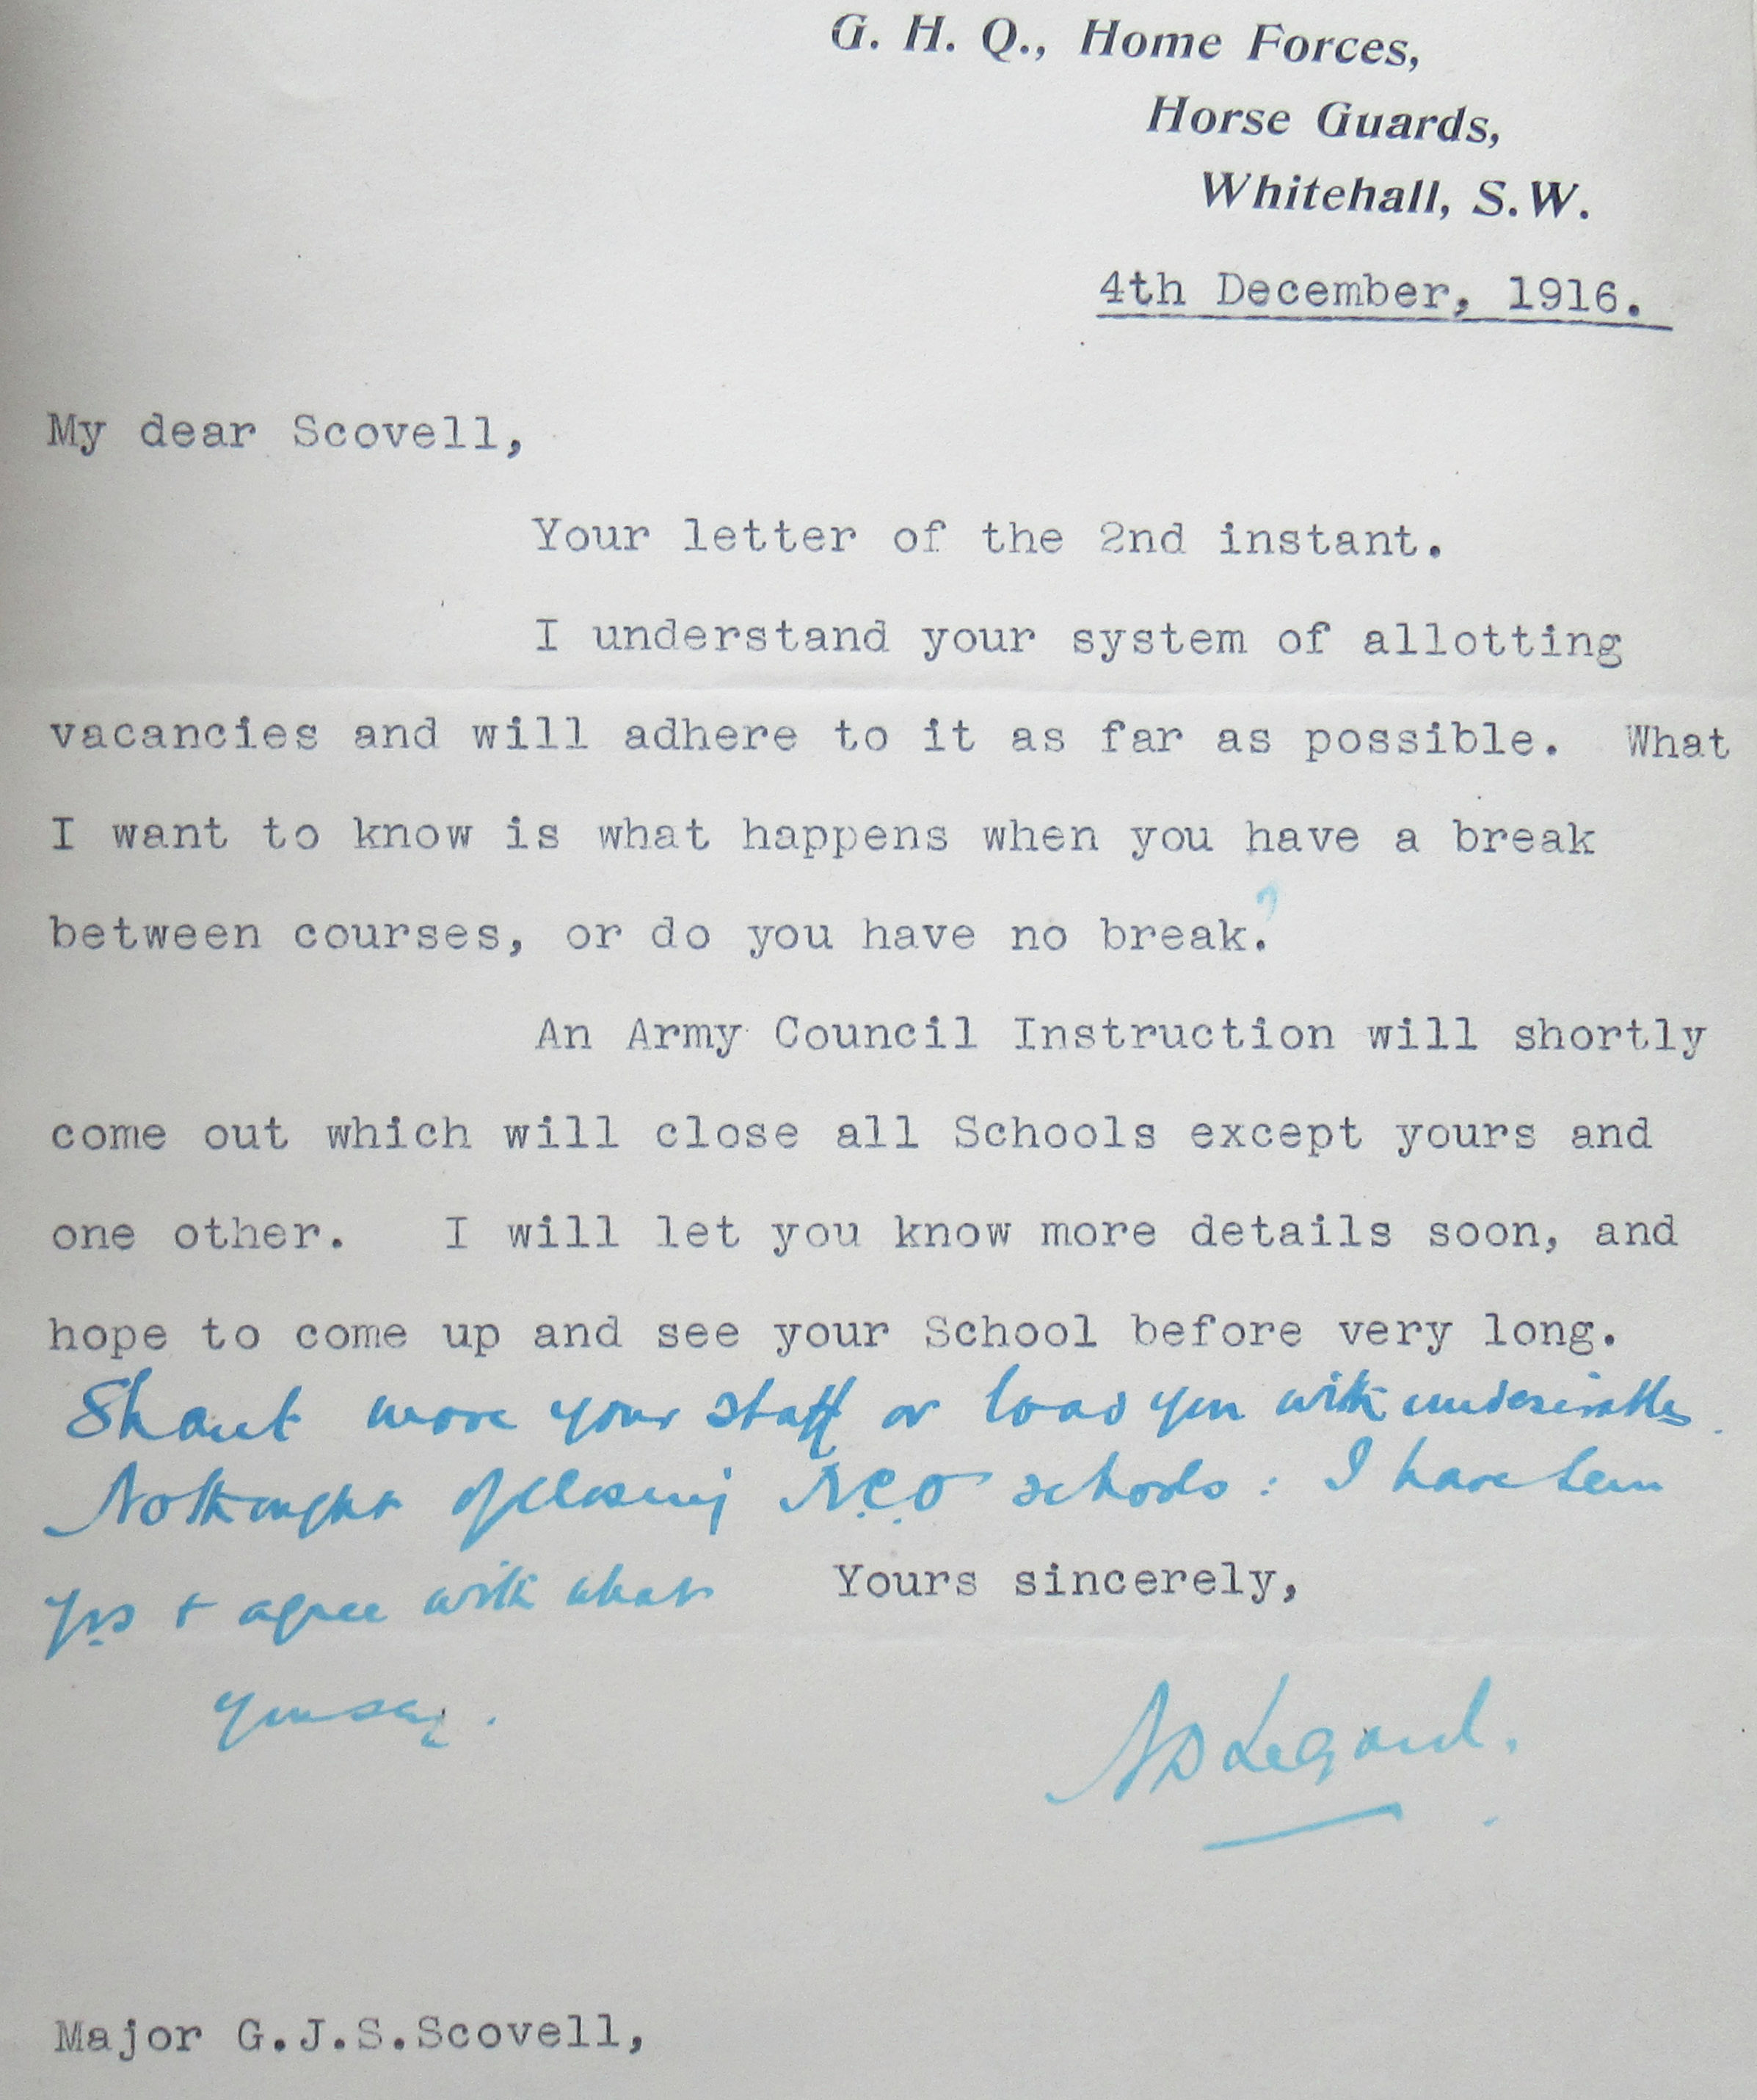 G. H. Q., Home Forces,
Horse Guards,
Whitehall, S.W.
4th December, 1916.
My dear Scovell,
Your letter of the 2nd instant.
I understand your system of allotting
vacancies and will adhere to it as far as possible. What
I want to know is what happens when you have a break
between courses, or do you have no break.?
An Army Council Instruction will shortly
come out which will close all Schools except yours and
one other. I will let you know more details soon, and
hope to come up and see your School before very long.
Shant move your staff or load you with undesirables.
No thought of closing N.C.O schools: I have been
& agree with what
Yours sincerely,
you say.
Legard.
Major G.J.S.Scovell,